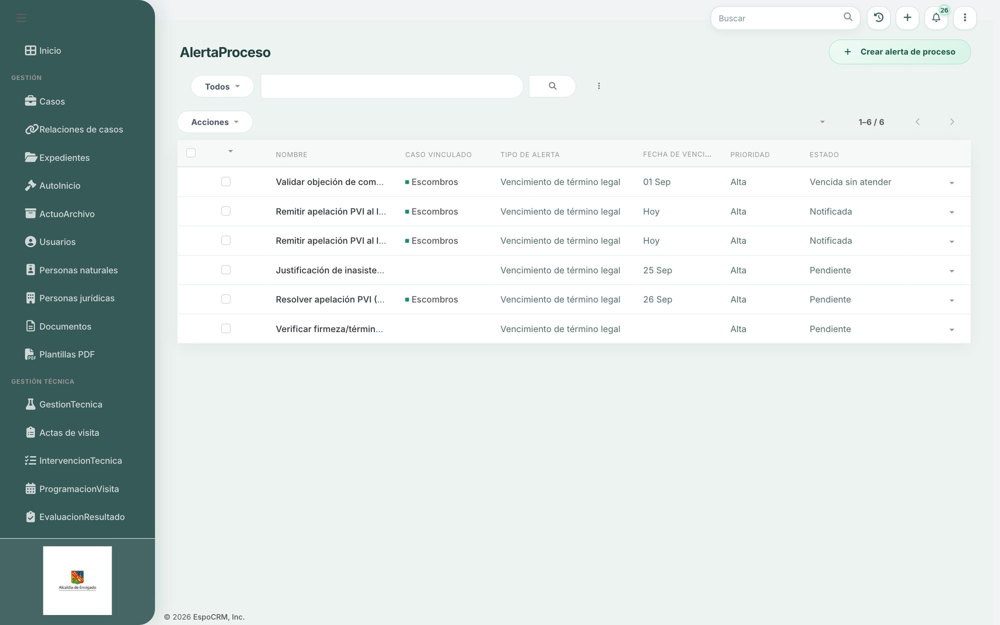 Buscar
26
Inicio
AlertaProceso
+ Crear alerta de proceso
GESTIÓN
Todos
Casos
Acciones
1–6 / 6
Relaciones de casos
NOMBRE CASO VINCULADO TIPO DE ALERTA FECHA DE VENCI... PRIORIDAD ESTADO
Expedientes
Validar objeción de com... Escombros Vencimiento de término legal 01 Sep Alta Vencida sin atender
AutoInicio
Remitir apelación PVI al I... Escombros Vencimiento de término legal Hoy Alta Notificada
ActuoArchivo
Remitir apelación PVI al I... Escombros Vencimiento de término legal Hoy Alta Notificada
Usuarios
Justificación de inasiste... Vencimiento de término legal 25 Sep Alta Pendiente
Personas naturales
Resolver apelación PVI (... Escombros Vencimiento de término legal 26 Sep Alta Pendiente
Personas jurídicas
Verificar firmeza/términ... Vencimiento de término legal Alta Pendiente
Documentos
PDF Plantillas PDF
GESTIÓN TÉCNICA
GestionTecnica
Actas de visita
IntervencionTecnica
ProgramacionVisita
EvaluacionResultado
Alcaldía de Envigado
© 2026 EspoCRM, Inc.